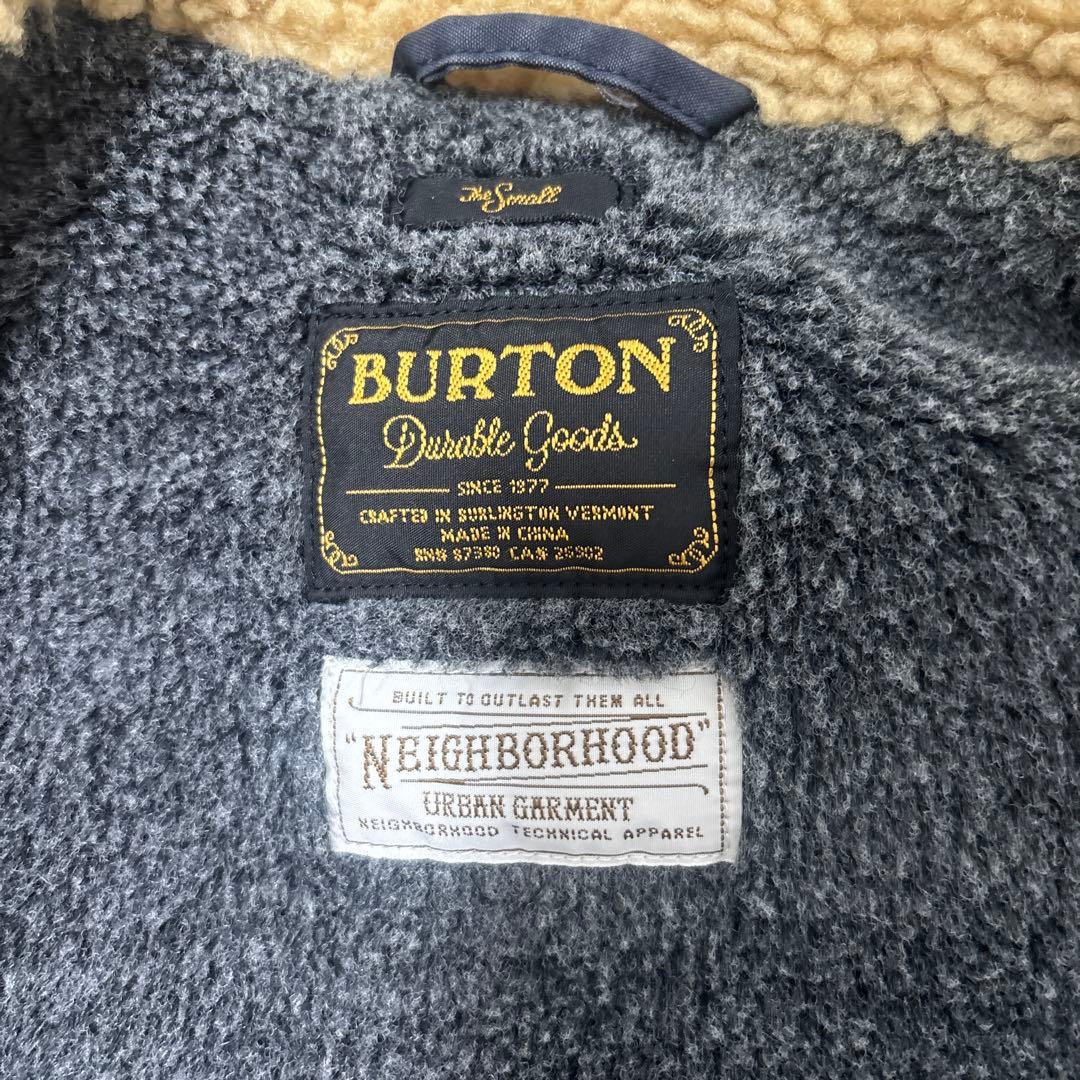 The Small
BURTON
Durable Goods
SINCE 1977
CRAFTED IN BURLINGTON VERMONT
MADE IN CHINA
RN# 87380 CA# 25302
BUILT TO OUTLAST THEM ALL
"NEIGHBORHOOD"
URBAN GARMENT
NEIGHBORHOOD TECHNICAL APPAREL